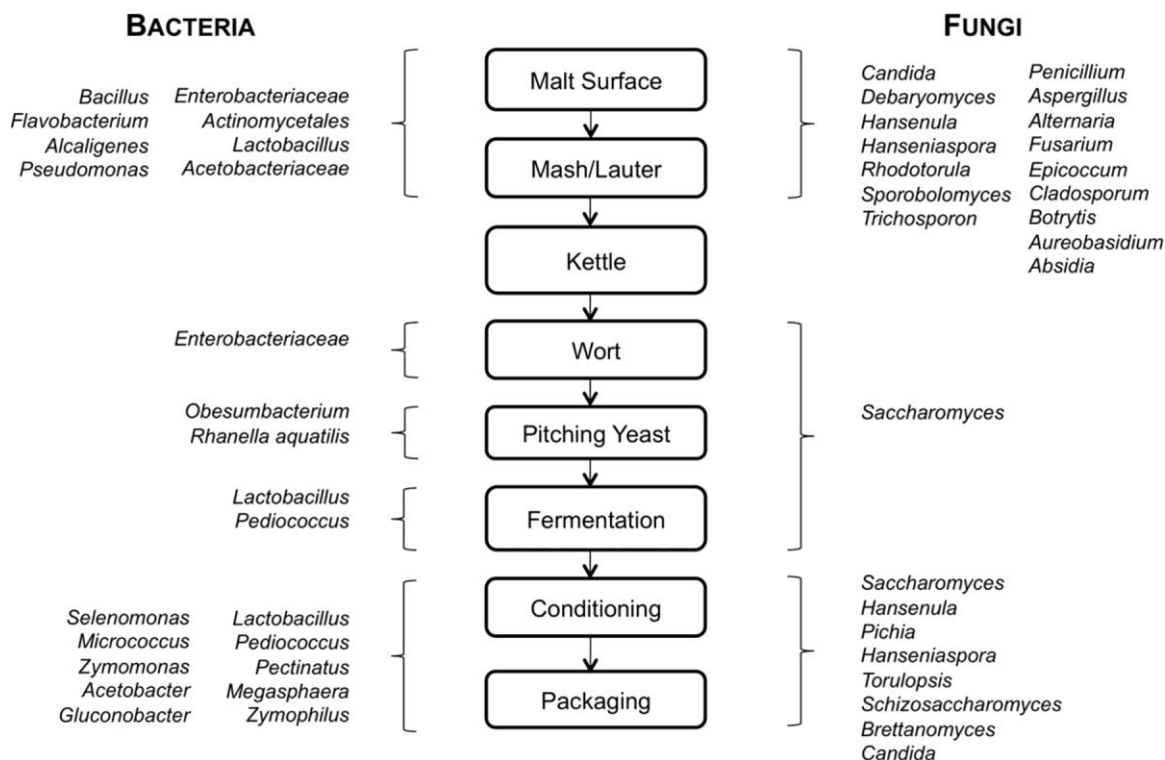 BACTERIA
Bacillus Enterobacteriaceae
Flavobacterium Actinomycetales
Alcaligenes Lactobacillus
Pseudomonas Acetobacteriaceae
Enterobacteriaceae
Obesumbacterium
Rhanella aquatilis
Lactobacillus
Pediococcus
Selenomonas Lactobacillus
Micrococcus Pediococcus
Zymomonas Pectinatus
Acetobacter Megasphaera
Gluconobacter Zymophilus
Malt Surface
Mash/Lauter
Kettle
Wort
Pitching Yeast
Fermentation
Conditioning
Packaging
FUNGI
Candida Penicillium
Debaryomyces Aspergillus
Hansenula Alternaria
Hanseniaspora Fusarium
Rhodotorula Epicoccum
Sporobolomyces Cladosporum
Trichosporon Botrytis
Aureobasidium
Absidia
Saccharomyces
Saccharomyces
Hansenula
Pichia
Hanseniaspora
Torulopsis
Schizosaccharomyces
Brettanomyces
Candida